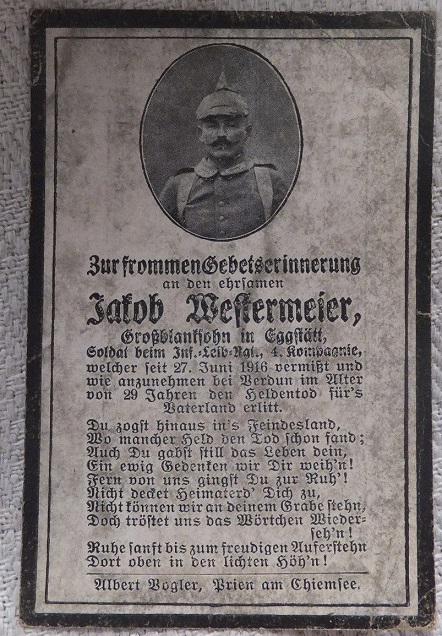 Zur frommen Gebetserinnerung
an den ehrsamen
Jakob Westermeier,
Großblanksohn in Eggstätt,
Soldat beim Inf.-Leib-Rgt., 4. Kompagnie,
welcher seit 27. Juni 1916 vermißt und
wie anzunehmen bei Verdun im Alter
von 29 Jahren den Heldentod für's
Vaterland erlitt.
Du zogst hinaus in's Feindesland,
Wo mancher Held den Tod schon fand;
Auch Du gabst still das Leben dein,
Ein ewig Gedenken wir Dir weih'n!
Fern von uns gingst Du zur Ruh'!
Nicht decket Heimaterd' Dich zu,
Nicht können wir an deinem Grabe stehn,
Doch tröstet uns das Wörtchen Wieder-
seh'n!
Ruhe sanft bis zum freudigen Auferstehn
Dort oben in den lichten Höh'n!
Albert Vogler, Prien am Chiemsee.